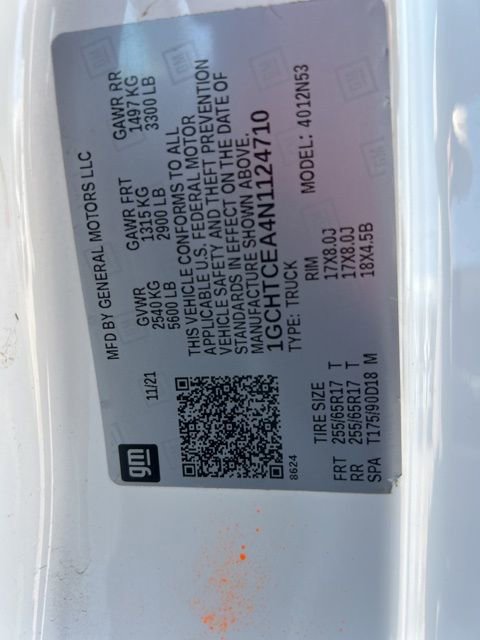 gm
MFD BY GENERAL MOTORS LLC
11/21
GVWR GAWR FRT GAWR RR
2540 KG 1315 KG 1497 KG
5600 LB 2900 LB 3300 LB
THIS VEHICLE CONFORMS TO ALL
APPLICABLE U.S. FEDERAL MOTOR
VEHICLE SAFETY AND THEFT PREVENTION
STANDARDS IN EFFECT ON THE DATE OF
MANUFACTURE SHOWN ABOVE.
1GCHTCEA4N1124710
8624
TYPE: TRUCK MODEL: 4012N53
TIRE SIZE RIM
FRT 255/65R17 T 17X8.0J
RR 255/65R17 T 17X8.0J
SPA T175/90D18 M 18X4.5B